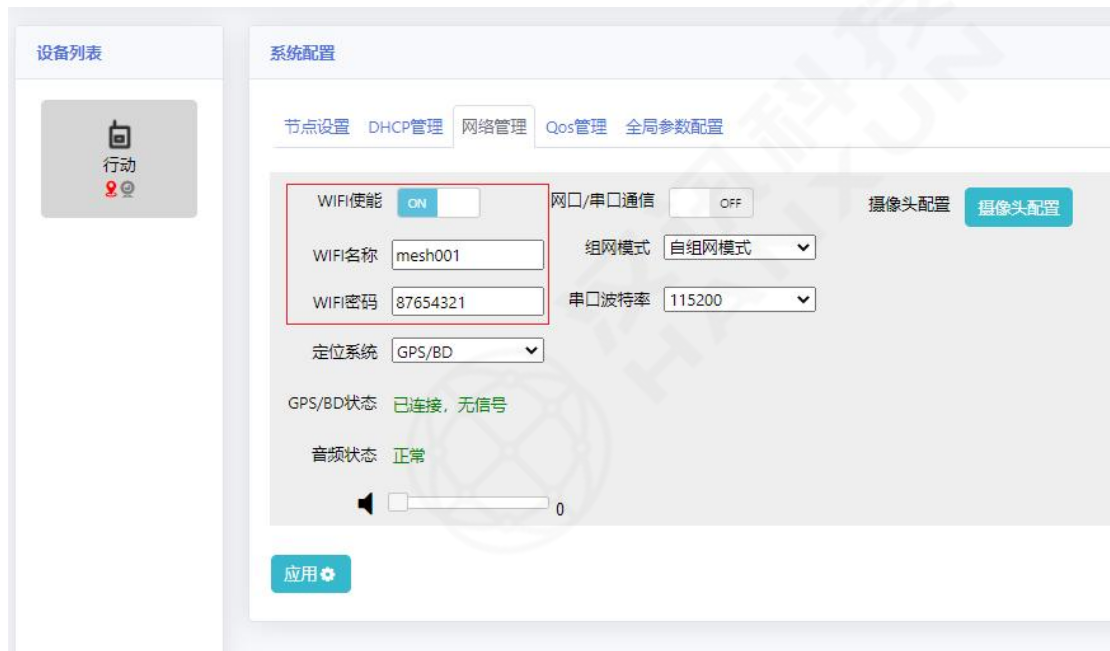 设备列表
系统配置
行动
节点设置 DHCP管理 网络管理 Qos管理 全局参数配置
WIFI使能 ON 网口/串口通信 OFF 摄像头配置 摄像头配置
WIFI名称 mesh001 组网模式 自组网模式
WIFI密码 87654321 串口波特率 115200
定位系统 GPS/BD
GPS/BD状态 已连接，无信号
音频状态 正常
0
应用
HANXUN